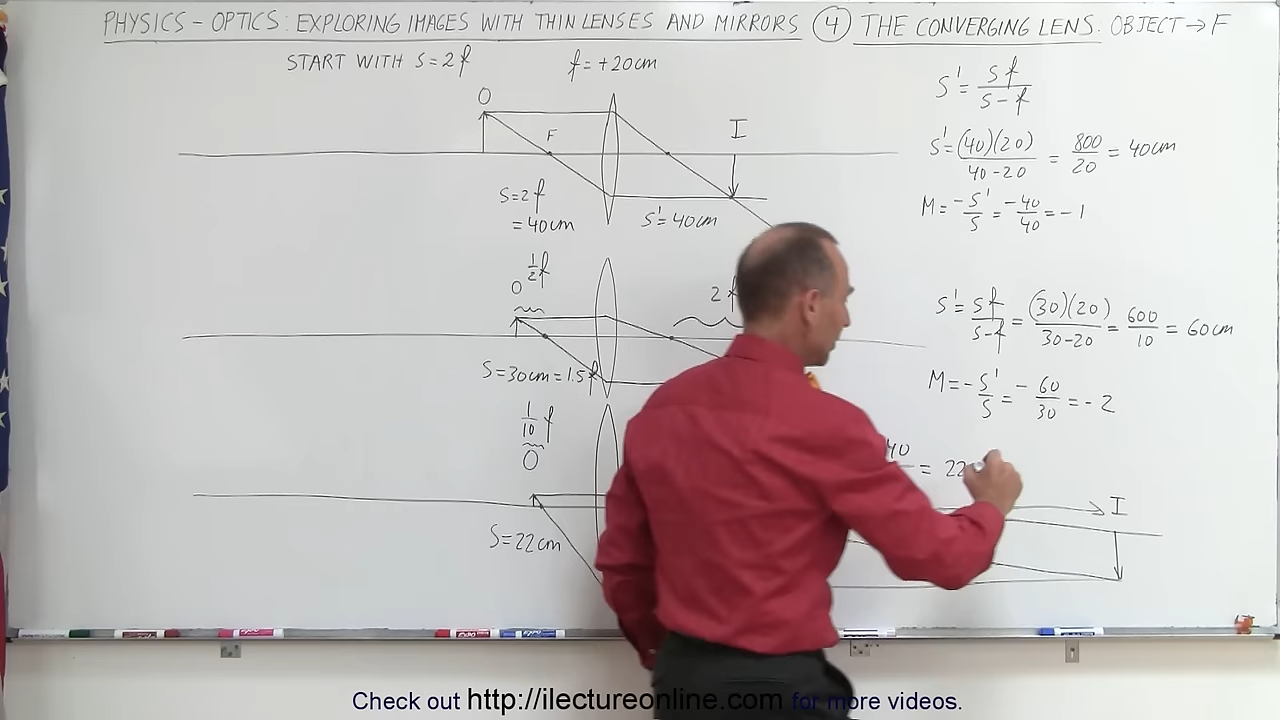 PHYSICS - OPTICS: EXPLORING IMAGES WITH THIN LENSES AND MIRRORS (4) THE CONVERGING LENS. OBJECT → F
START WITH S=2f
f=+20cm
O
F
I
S=2f
=40cm
S'=40cm
S' = Sf/(S-f)
S' = (40)(20)/(40-20) = 800/20 = 40cm
M = -S'/S = -40/40 = -1
1/2 f
O
2f
S=30cm=1.5f
S' = Sf/(S-f) = (30)(20)/(30-20) = 600/10 = 60cm
M = -S'/S = -60/30 = -2
1/10 f
O
S=22cm
40
= 22
I
Check out http://ilectureonline.com for more videos.